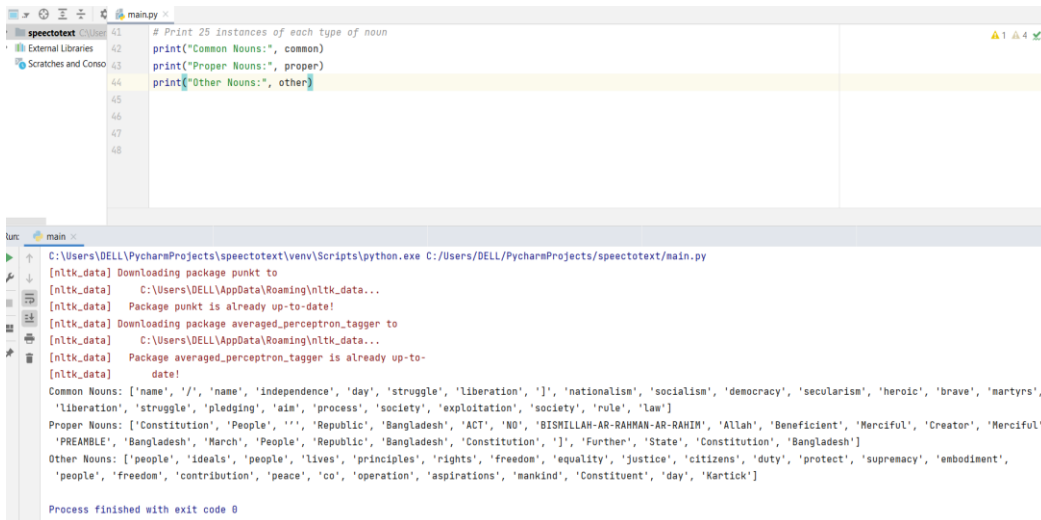 main.py
speectotext C:\User
External Libraries
Scratches and Conso
41 # Print 25 instances of each type of noun
42 print("Common Nouns:", common)
43 print("Proper Nouns:", proper)
44 print("Other Nouns:", other)
45
46
47
48
1 4
Run: main
C:\Users\DELL\PycharmProjects\speectotext\venv\Scripts\python.exe C:/Users/DELL/PycharmProjects/speectotext/main.py
[nltk_data] Downloading package punkt to
[nltk_data] C:\Users\DELL\AppData\Roaming\nltk_data...
[nltk_data] Package punkt is already up-to-date!
[nltk_data] Downloading package averaged_perceptron_tagger to
[nltk_data] C:\Users\DELL\AppData\Roaming\nltk_data...
[nltk_data] Package averaged_perceptron_tagger is already up-to-
[nltk_data] date!
Common Nouns: ['name', '/', 'name', 'independence', 'day', 'struggle', 'liberation', ']', 'nationalism', 'socialism', 'democracy', 'secularism', 'heroic', 'brave', 'martyrs',
'liberation', 'struggle', 'pledging', 'aim', 'process', 'society', 'exploitation', 'society', 'rule', 'law']
Proper Nouns: ['Constitution', 'People', '’', 'Republic', 'Bangladesh', 'ACT', 'NO', 'BISMILLAH-AR-RAHMAN-AR-RAHIM', 'Allah', 'Beneficient', 'Merciful', 'Creator', 'Merciful'
'PREAMBLE', 'Bangladesh', 'March', 'People', 'Republic', 'Bangladesh', 'Constitution', ']', 'Further', 'State', 'Constitution', 'Bangladesh']
Other Nouns: ['people', 'ideals', 'people', 'lives', 'principles', 'rights', 'freedom', 'equality', 'justice', 'citizens', 'duty', 'protect', 'supremacy', 'embodiment',
'people', 'freedom', 'contribution', 'peace', 'co', 'operation', 'aspirations', 'mankind', 'Constituent', 'day', 'Kartick']
Process finished with exit code 0